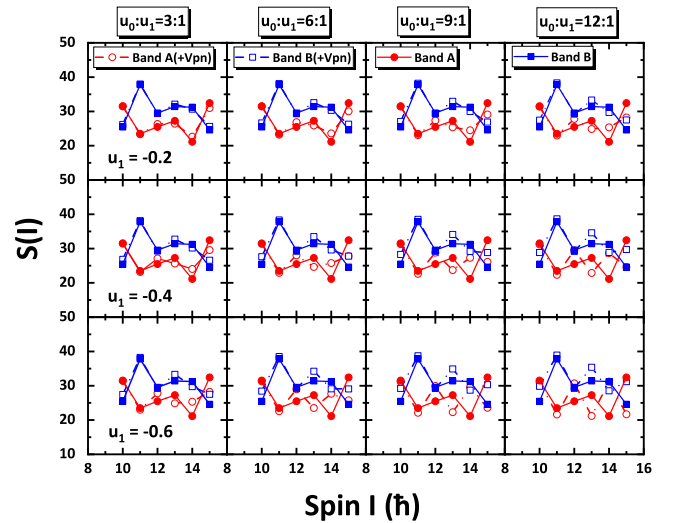 u₀:u₁=3:1 u₀:u₁=6:1 u₀:u₁=9:1 u₀:u₁=12:1
50
Band A(+Vpn) Band B(+Vpn) Band A Band B
40
30
20
u₁ = -0.2
50
40
30
20
u₁ = -0.4
50
40
30
20
u₁ = -0.6
10
8 10 12 14 8 10 12 14 8 10 12 14 8 10 12 14 16
S(I)
Spin I (ħ)